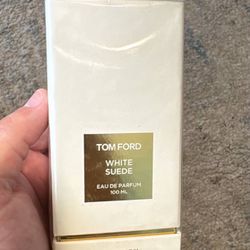 TOM FORD
WHITE
SUEDE
EAU DE PARFUM
100 ML